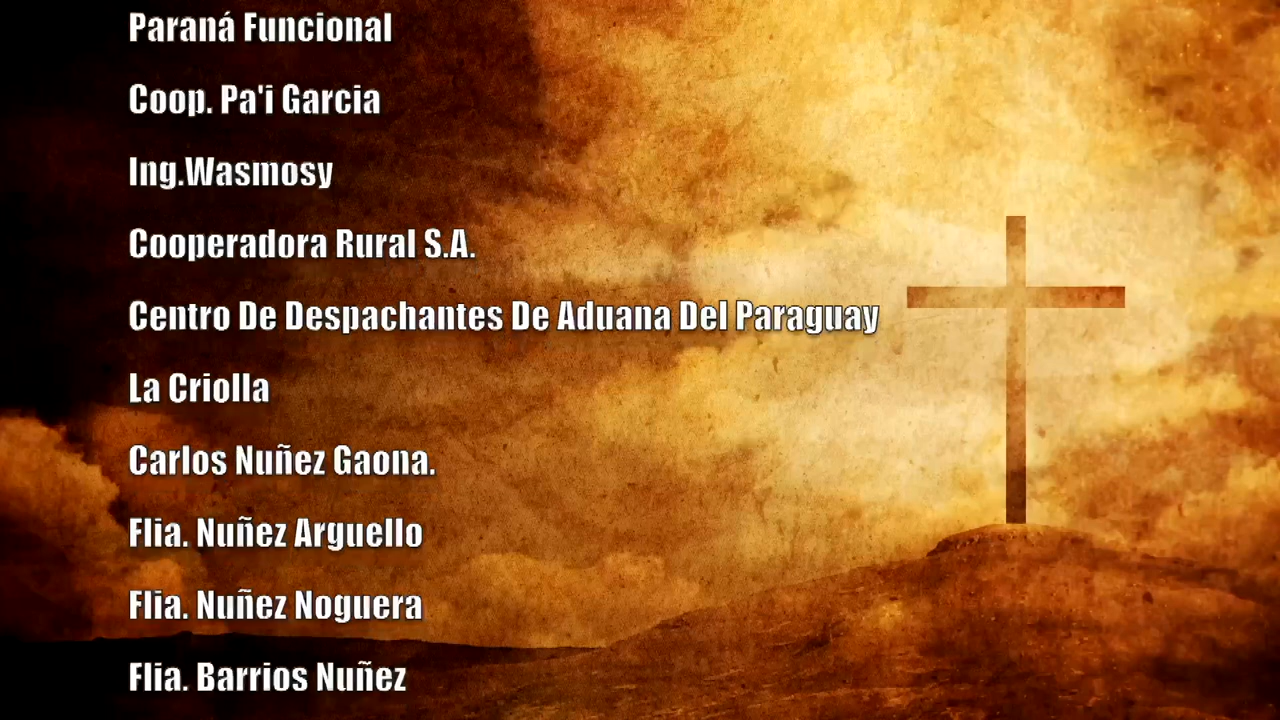 Paraná Funcional
Coop. Pa'i Garcia
Ing.Wasmosy
Cooperadora Rural S.A.
Centro De Despachantes De Aduana Del Paraguay
La Criolla
Carlos Nuñez Gaona.
Flia. Nuñez Arguello
Flia. Nuñez Noguera
Flia. Barrios Nuñez